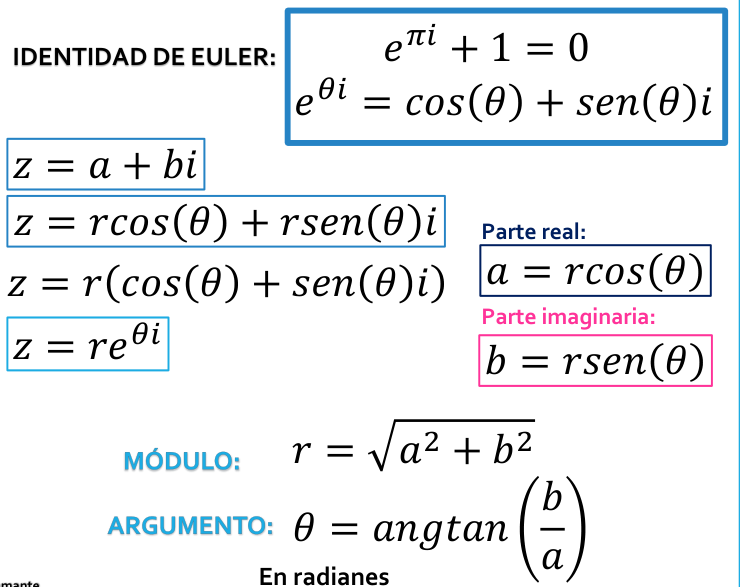 IDENTIDAD DE EULER:
e^{πi} + 1 = 0
e^{θi} = cos(θ) + sen(θ)i
z = a + bi
z = rcos(θ) + rsen(θ)i
z = r(cos(θ) + sen(θ)i)
z = re^{θi}
Parte real:
a = rcos(θ)
Parte imaginaria:
b = rsen(θ)
MÓDULO: r = √(a² + b²)
ARGUMENTO: θ = angtan(b/a)
En radianes